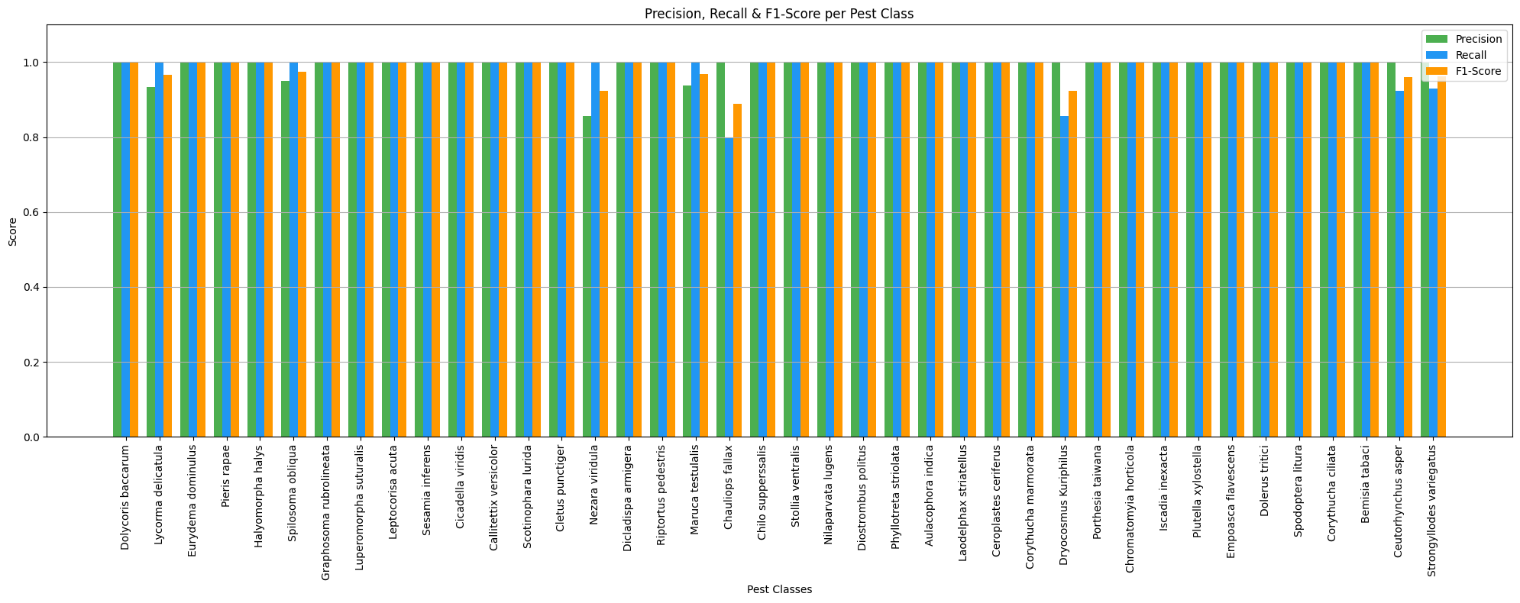 Precision, Recall & F1-Score per Pest Class
Precision
Recall
F1-Score
Score
1.0
0.8
0.6
0.4
0.2
0.0
Dolycoris baccarum
Lycorma delicatula
Eurydema dominulus
Pieris rapae
Halyomorpha halys
Spilosoma obliqua
Graphosoma rubrolineata
Luperomorpha suturalis
Leptocorisa acuta
Sesamia inferens
Cicadella viridis
Callitettix versicolor
Scotinophara lurida
Cletus punctiger
Nezara viridula
Dicladispa armigera
Riptortus pedestris
Maruca testulalis
Chauliops fallax
Chilo supperssalis
Stollia ventralis
Nilaparvata lugens
Diostrombus politus
Phyllotreta striolata
Aulacophora indica
Laodelphax striatellus
Ceroplastes ceriferus
Corythucha marmorata
Dryocosmus Kuriphilus
Porthesia taiwana
Chromatomyia horticola
Iscadia inexacta
Plutella xylostella
Empoasca flavescens
Dolerus tritici
Spodoptera litura
Corythucha ciliata
Bemisia tabaci
Ceutorhynchus asper
Strongyllodes variegatus
Pest Classes